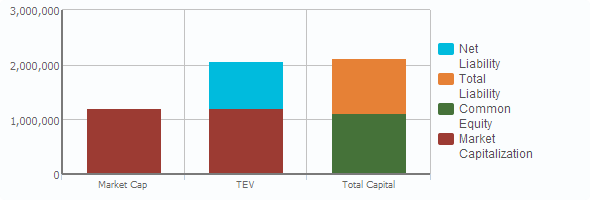 3,000,000
2,000,000
1,000,000
0
Market Cap
TEV
Total Capital
Net
Liability
Total
Liability
Common
Equity
Market
Capitalization